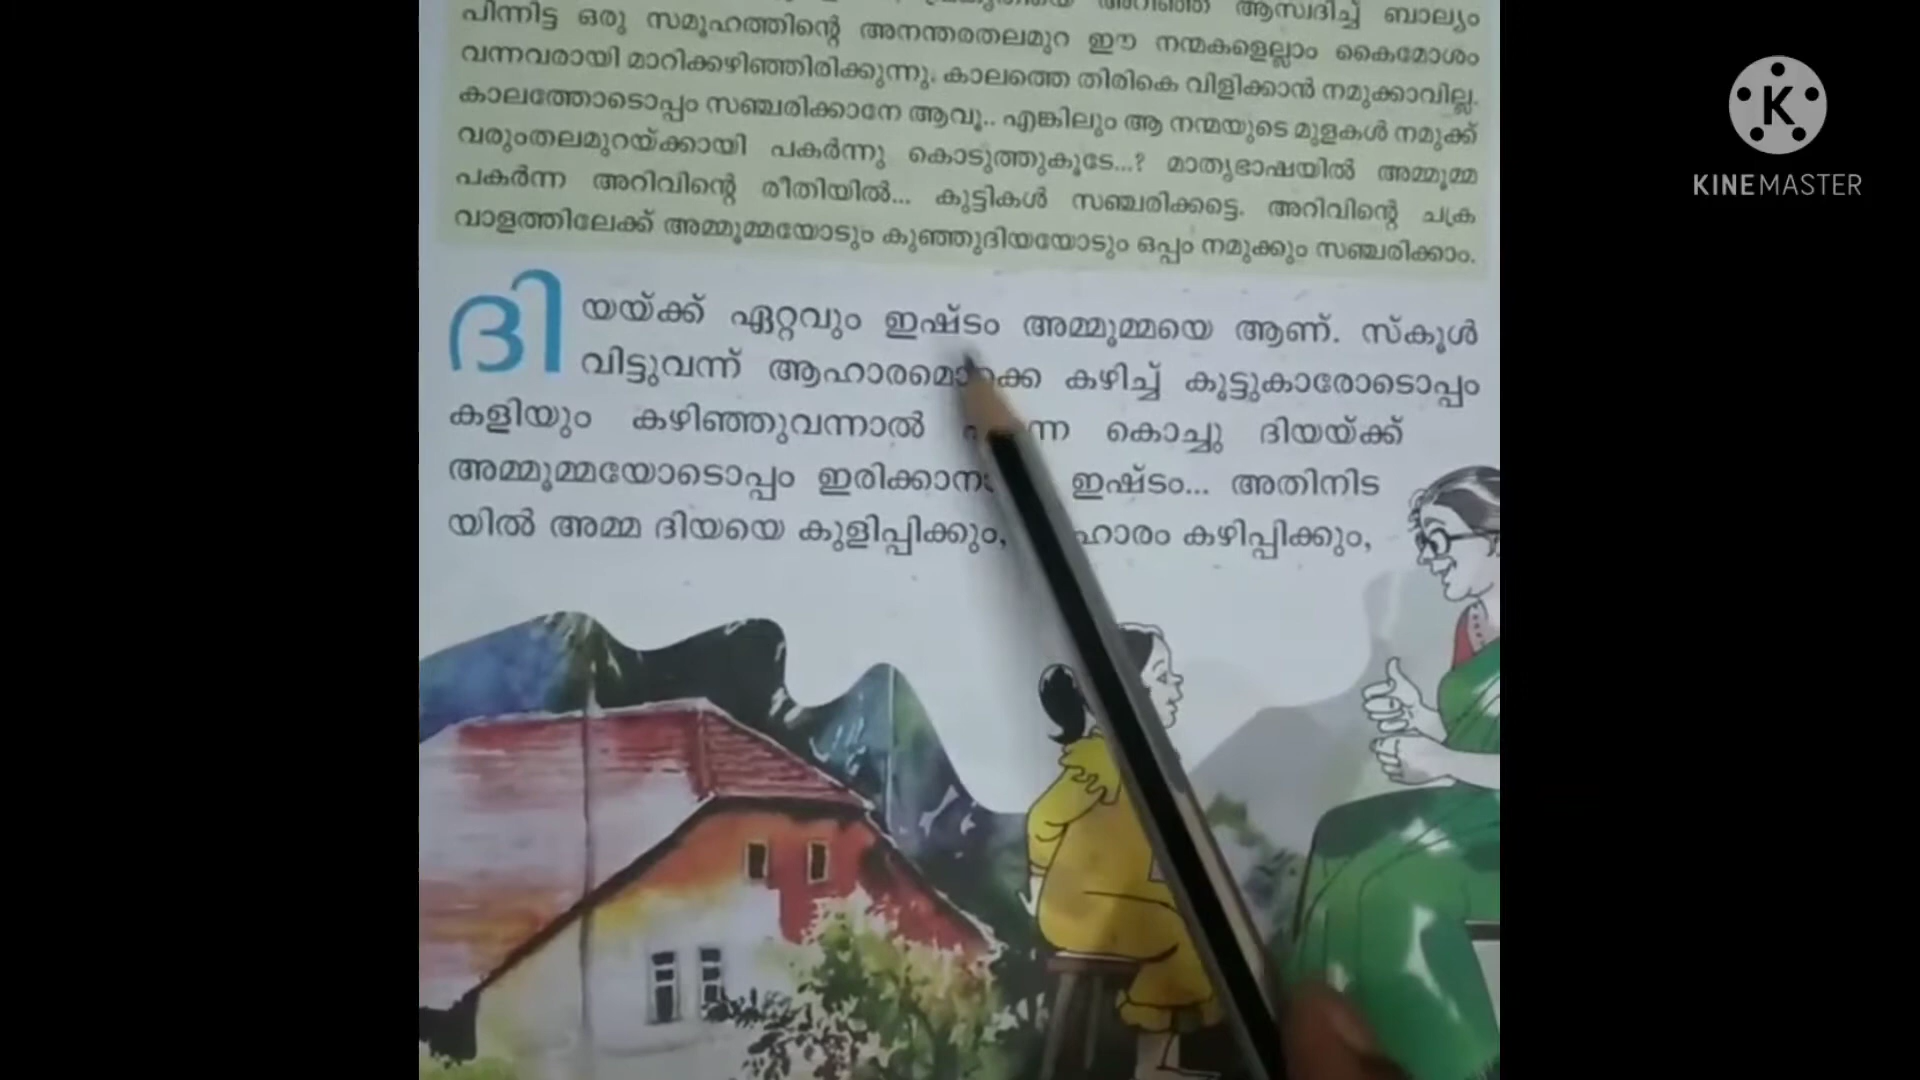 ആസ്വദിച്ച് ബാല്യം
പിന്നിട്ട ഒരു സമൂഹത്തിന്റെ അനന്തരതലമുറ ഈ നന്മകളെല്ലാം കൈമോശം
വന്നവരായി മാറിക്കഴിഞ്ഞിരിക്കുന്നു. കാലത്തെ തിരികെ വിളിക്കാൻ നമുക്കാവില്ല.
കാലത്തോടൊപ്പം സഞ്ചരിക്കാനേ ആവൂ.. എങ്കിലും ആ നന്മയുടെ മുളകൾ നമുക്ക്
വരുംതലമുറയ്ക്കായി പകർന്നു കൊടുത്തുകൂടേ...? മാതൃഭാഷയിൽ അമ്മൂമ്മ
പകർന്ന അറിവിന്റെ രീതിയിൽ... കുട്ടികൾ സഞ്ചരിക്കട്ടെ. അറിവിന്റെ ചക്ര
വാളത്തിലേക്ക് അമ്മൂമ്മയോടും കുഞ്ഞുദിയയോടും ഒപ്പം നമുക്കും സഞ്ചരിക്കാം.
ദിയയ്ക്ക് ഏറ്റവും ഇഷ്ടം അമ്മൂമ്മയെ ആണ്. സ്കൂൾ
വിട്ടുവന്ന് ആഹാരമൊക്കെ കഴിച്ച് കൂട്ടുകാരോടൊപ്പം
കളിയും കഴിഞ്ഞുവന്നാൽ കൊച്ചു ദിയയ്ക്ക്
അമ്മൂമ്മയോടൊപ്പം ഇഷ്ടം... അതിനിട
യിൽ അമ്മ ദിയയെ കുളിപ്പിക്കും, കഴിപ്പിക്കും,
K
KINEMASTER